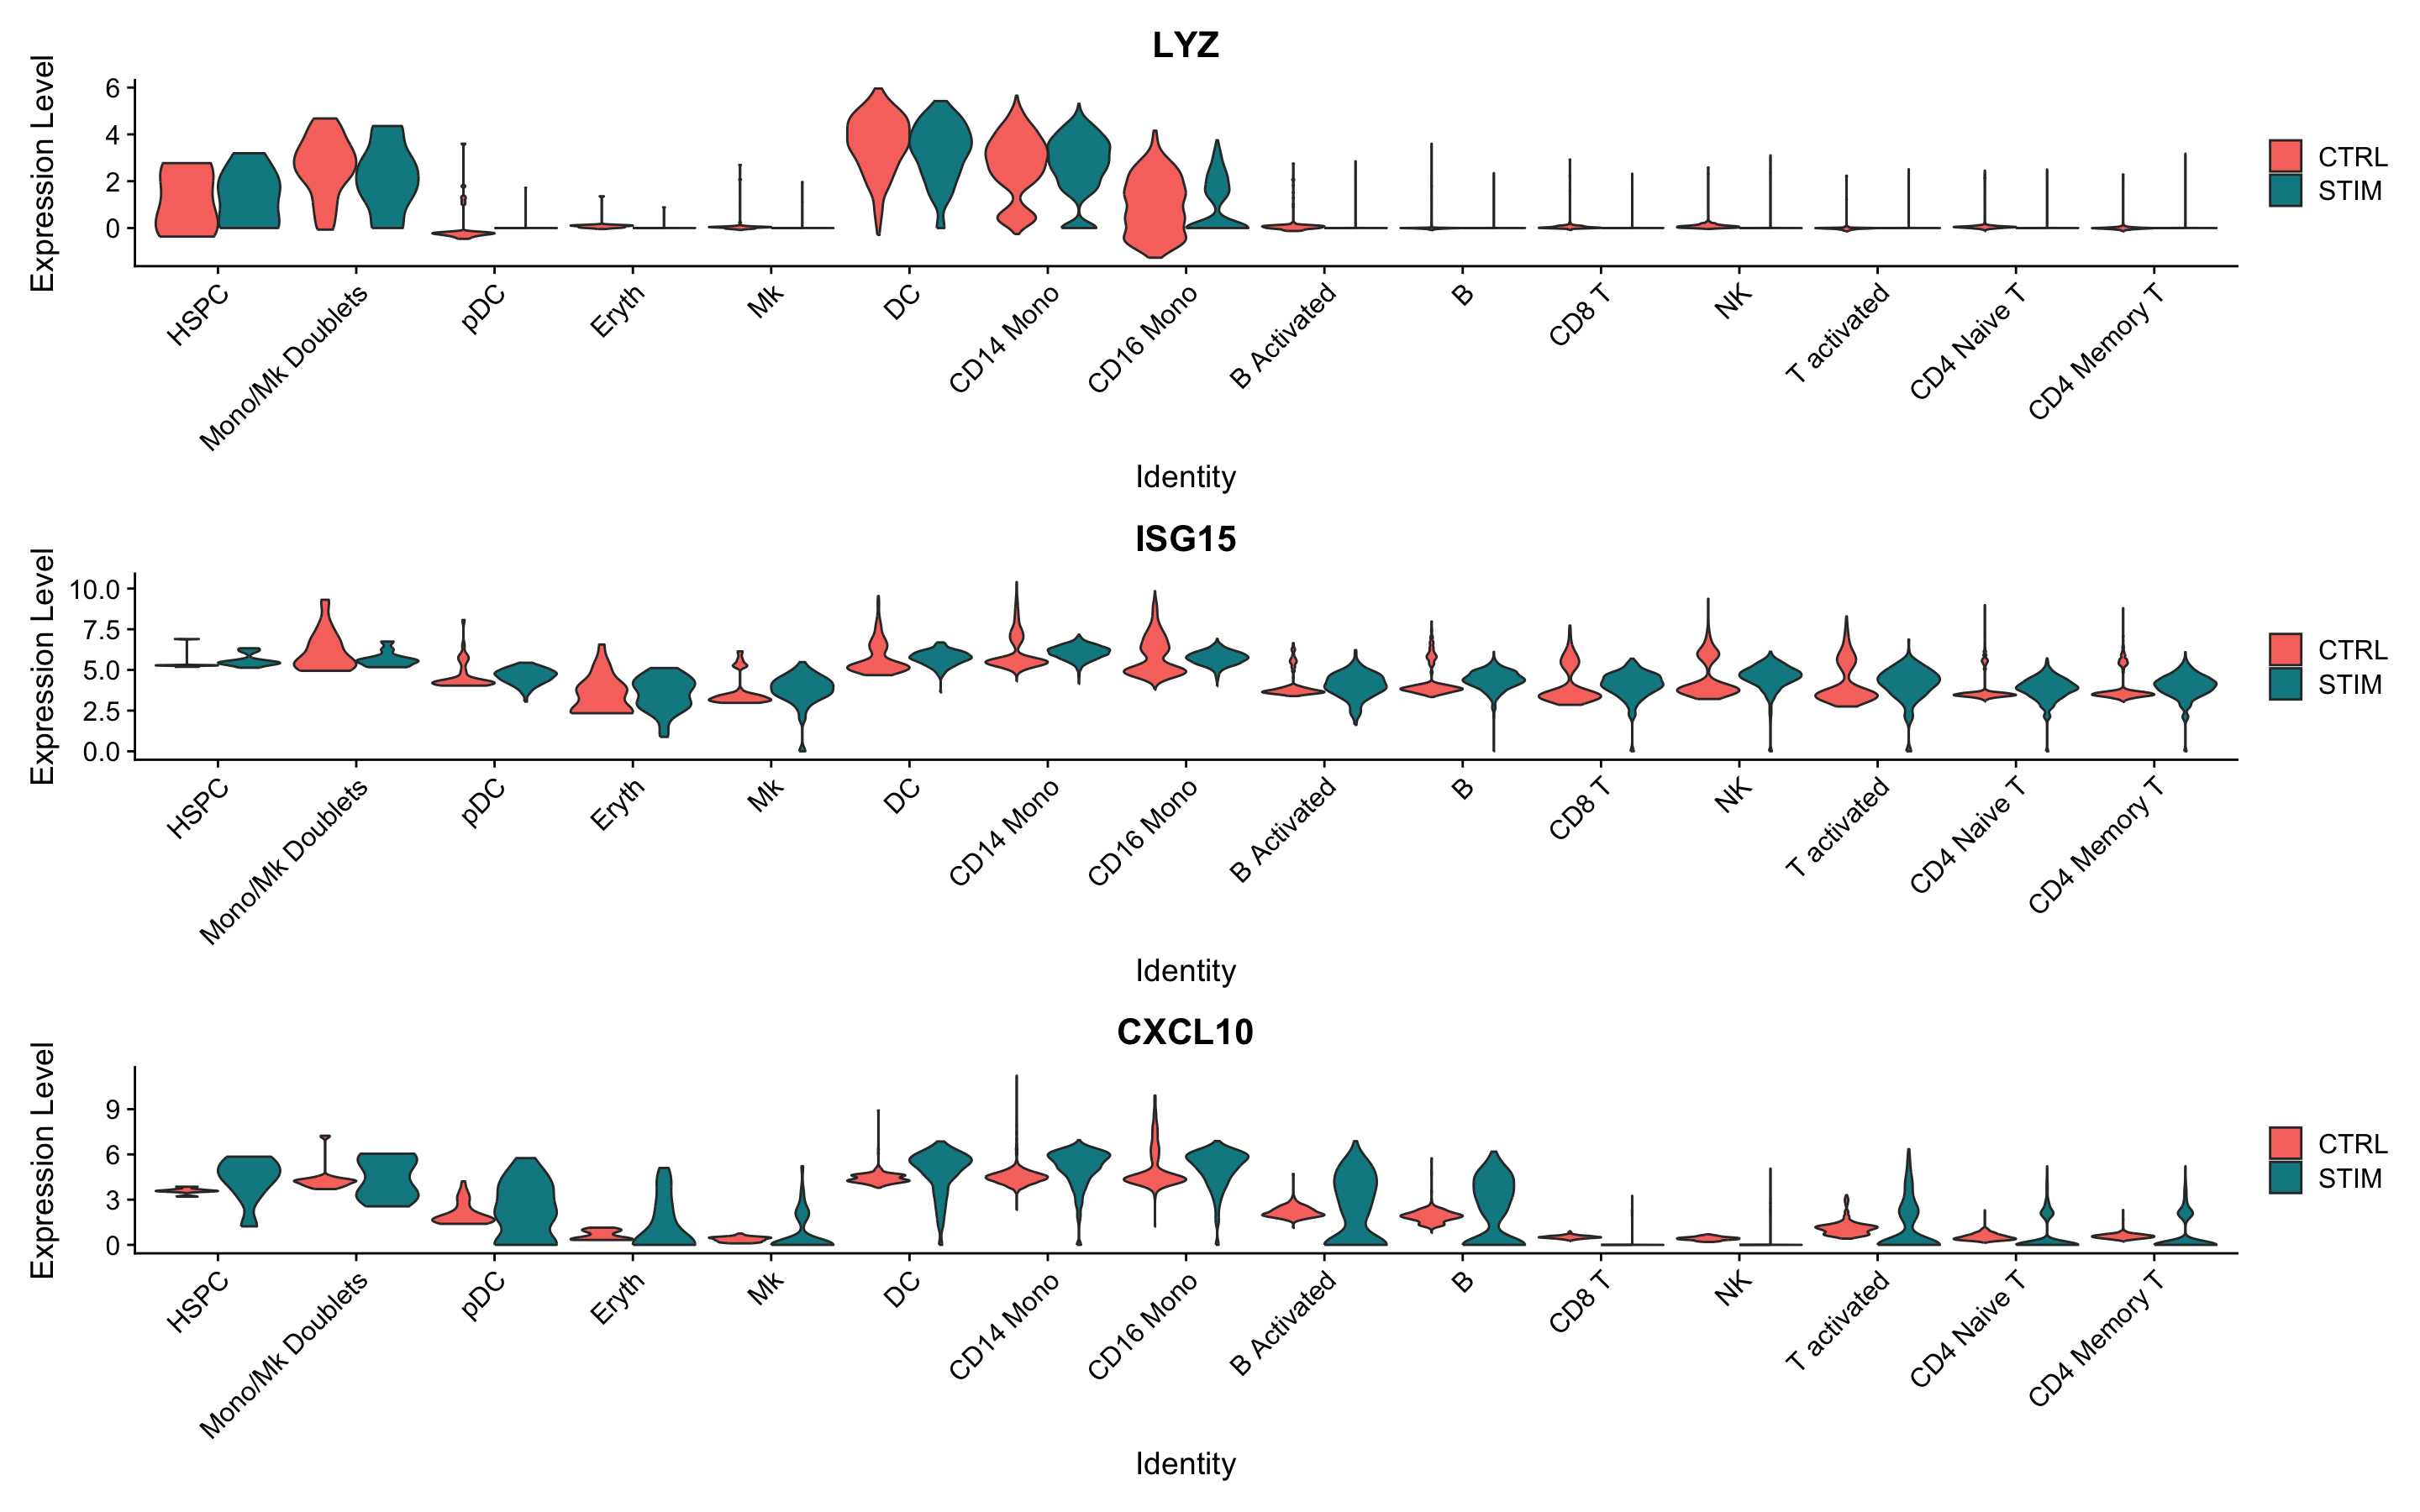 LYZ
Expression Level
6
4
2
0
HSPC
Mono/Mk Doublets
pDC
Eryth
Mk
DC
CD14 Mono
CD16 Mono
B Activated
B
CD8 T
NK
T activated
CD4 Naive T
CD4 Memory T
Identity
CTRL
STIM
ISG15
Expression Level
10.0
7.5
5.0
2.5
0.0
HSPC
Mono/Mk Doublets
pDC
Eryth
Mk
DC
CD14 Mono
CD16 Mono
B Activated
B
CD8 T
NK
T activated
CD4 Naive T
CD4 Memory T
Identity
CTRL
STIM
CXCL10
Expression Level
9
6
3
0
HSPC
Mono/Mk Doublets
pDC
Eryth
Mk
DC
CD14 Mono
CD16 Mono
B Activated
B
CD8 T
NK
T activated
CD4 Naive T
CD4 Memory T
Identity
CTRL
STIM